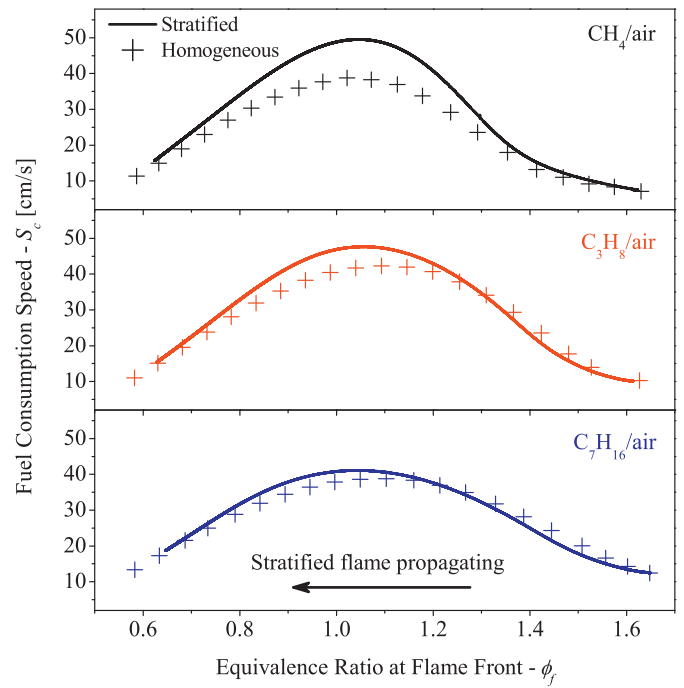 Stratified
Homogeneous
CH4/air
50
40
30
20
10
C3H8/air
50
40
30
20
10
C7H16/air
50
40
30
20
10
Stratified flame propagating
0.6 0.8 1.0 1.2 1.4 1.6
Equivalence Ratio at Flame Front - ϕf
Fuel Consumption Speed - Sc [cm/s]